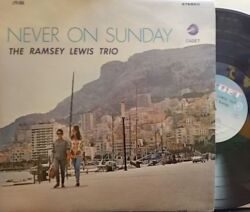 STEREO
NEVER ON SUNDAY
THE RAMSEY LEWIS TRIO
CADET